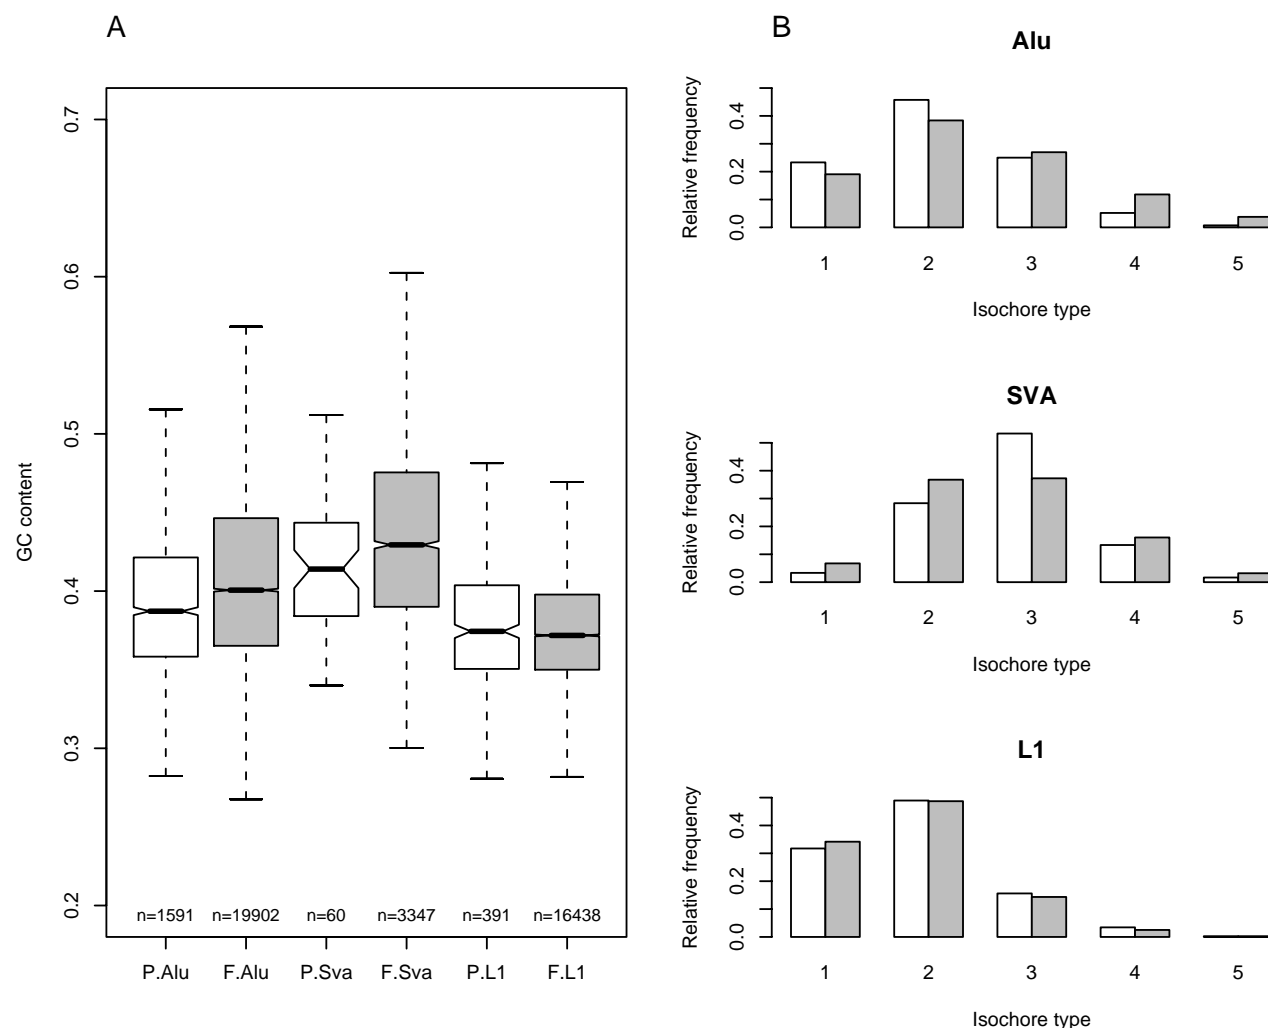 A
GC content
0.7
0.6
0.5
0.4
0.3
0.2
n=1591 n=19902 n=60 n=3347 n=391 n=16438
P.Alu F.Alu P.Sva F.Sva P.L1 F.L1
B
Alu
Relative frequency
0.4
0.2
0.0
1 2 3 4 5
Isochore type
SVA
Relative frequency
0.4
0.2
0.0
1 2 3 4 5
Isochore type
L1
Relative frequency
0.4
0.2
0.0
1 2 3 4 5
Isochore type